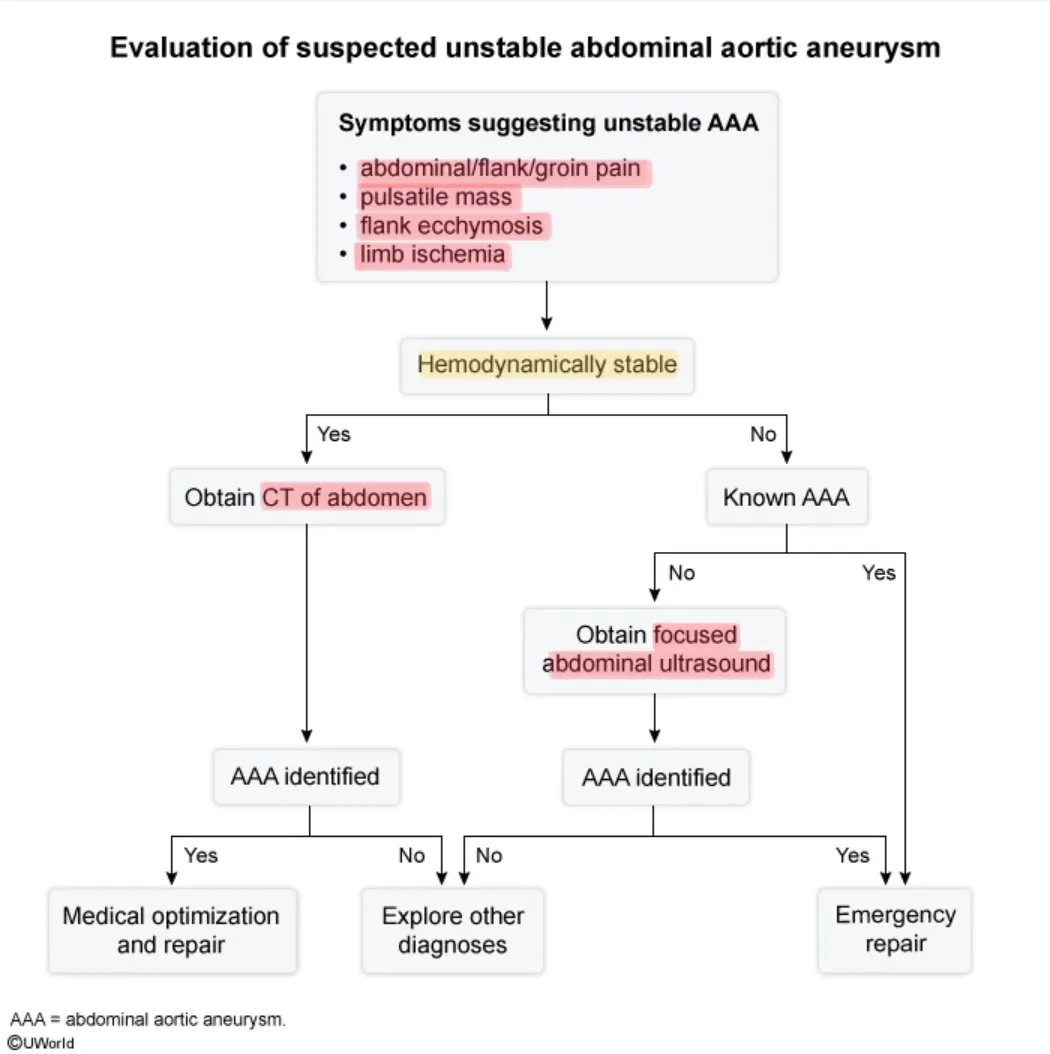 Evaluation of suspected unstable abdominal aortic aneurysm
Symptoms suggesting unstable AAA
• abdominal/flank/groin pain
• pulsatile mass
• flank ecchymosis
• limb ischemia
Hemodynamically stable
Yes
No
Obtain CT of abdomen
Known AAA
No
Yes
Obtain focused
abdominal ultrasound
AAA identified
AAA identified
Yes
No
No
Yes
Medical optimization
and repair
Explore other
diagnoses
Emergency
repair
AAA = abdominal aortic aneurysm.
©UWorld